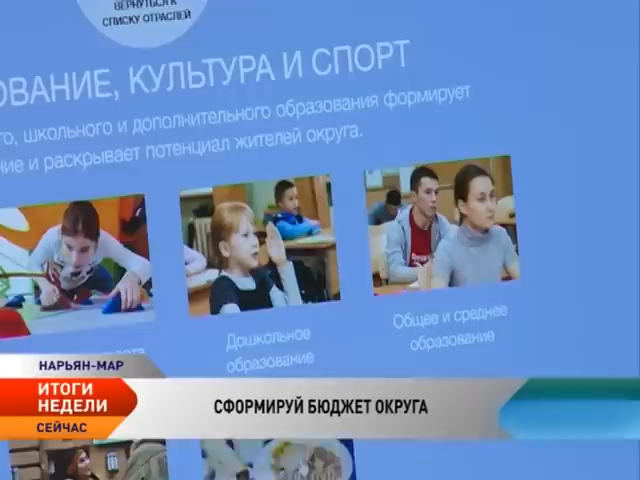 ВЕРНУТЬСЯ К
СПИСКУ ОТРАСЛЕЙ
ОВАНИЕ, КУЛЬТУРА И СПОРТ
го, школьного и дополнительного образования формирует
ние и раскрывает потенциал жителей округа.
Дошкольное
образование
Общее и среднее
образование
НАРЬЯН-МАР
ИТОГИ
НЕДЕЛИ
СЕЙЧАС
СФОРМИРУЙ БЮДЖЕТ ОКРУГА